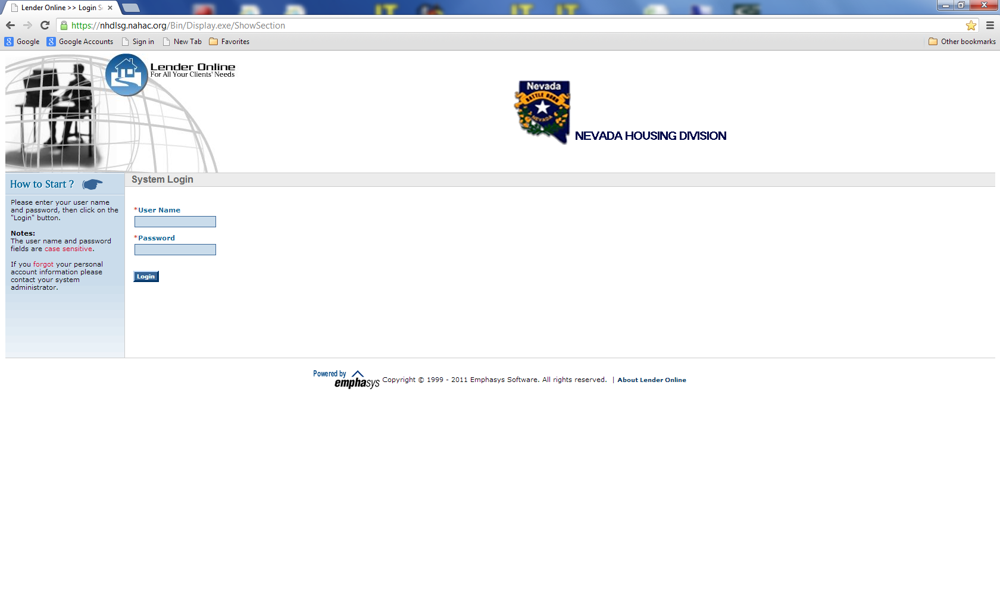 Lender Online >> Login S
https://nhdlsg.nahac.org/Bin/Display.exe/ShowSection
Google
Google Accounts
Sign in
New Tab
Favorites
Other bookmarks
Lender Online
For All Your Clients' Needs
Nevada
BATTLE BORN
NEVADA
NEVADA HOUSING DIVISION
How to Start ?
System Login
Please enter your user name
and password, then click on the
"Login" button.
Notes:
The user name and password
fields are case sensitive.
If you forgot your personal
account information please
contact your system
administrator.
*User Name
*Password
Login
Powered by
emphasys
Copyright © 1999 - 2011 Emphasys Software. All rights reserved. | About Lender Online